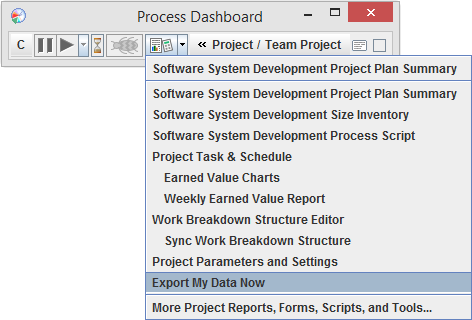 Process Dashboard
C
« Project / Team Project
Software System Development Project Plan Summary
Software System Development Project Plan Summary
Software System Development Size Inventory
Software System Development Process Script
Project Task & Schedule
Earned Value Charts
Weekly Earned Value Report
Work Breakdown Structure Editor
Sync Work Breakdown Structure
Project Parameters and Settings
Export My Data Now
More Project Reports, Forms, Scripts, and Tools...